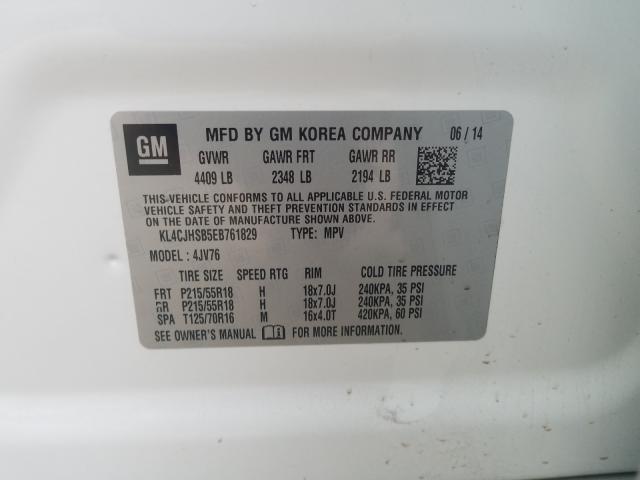 GM MFD BY GM KOREA COMPANY 06/14
GVWR GAWR FRT GAWR RR
4409 LB 2348 LB 2194 LB
THIS-VEHICLE CONFORMS TO ALL APPLICABLE U.S. FEDERAL MOTOR
VEHICLE SAFETY AND THEFT PREVENTION STANDARDS IN EFFECT
ON THE DATE OF MANUFACTURE SHOWN ABOVE.
KL4CJHSB5EB761829 TYPE: MPV
MODEL: 4JV76
TIRE SIZE SPEED RTG RIM COLD TIRE PRESSURE
FRT P215/55R18 H 18x7.0J 240KPA, 35 PSI
RR P215/55R18 H 18x7.0J 240KPA, 35 PSI
SPA T125/70R16 M 16x4.0T 420KPA, 60 PSI
SEE OWNER'S MANUAL FOR MORE INFORMATION.